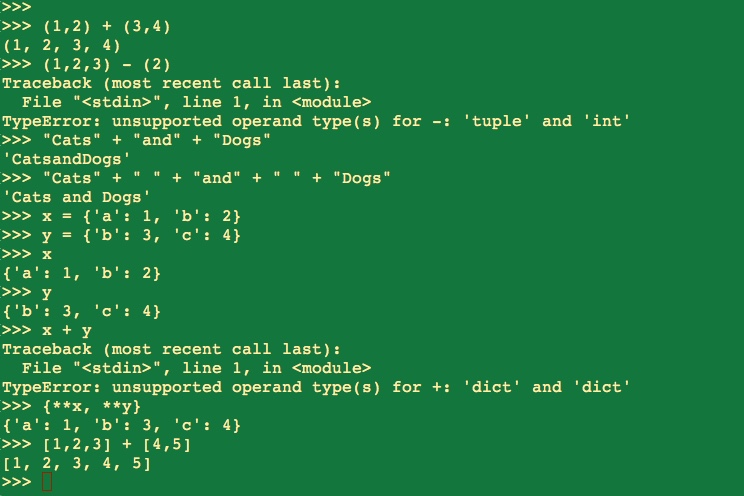 >>>
>>> (1,2) + (3,4)
(1, 2, 3, 4)
>>> (1,2,3) - (2)
Traceback (most recent call last):
  File "<stdin>", line 1, in <module>
TypeError: unsupported operand type(s) for -: 'tuple' and 'int'
>>> "Cats" + "and" + "Dogs"
'CatsandDogs'
>>> "Cats" + " " + "and" + " " + "Dogs"
'Cats and Dogs'
>>> x = {'a': 1, 'b': 2}
>>> y = {'b': 3, 'c': 4}
>>> x
{'a': 1, 'b': 2}
>>> y
{'b': 3, 'c': 4}
>>> x + y
Traceback (most recent call last):
  File "<stdin>", line 1, in <module>
TypeError: unsupported operand type(s) for +: 'dict' and 'dict'
>>> {**x, **y}
{'a': 1, 'b': 3, 'c': 4}
>>> [1,2,3] + [4,5]
[1, 2, 3, 4, 5]
>>>